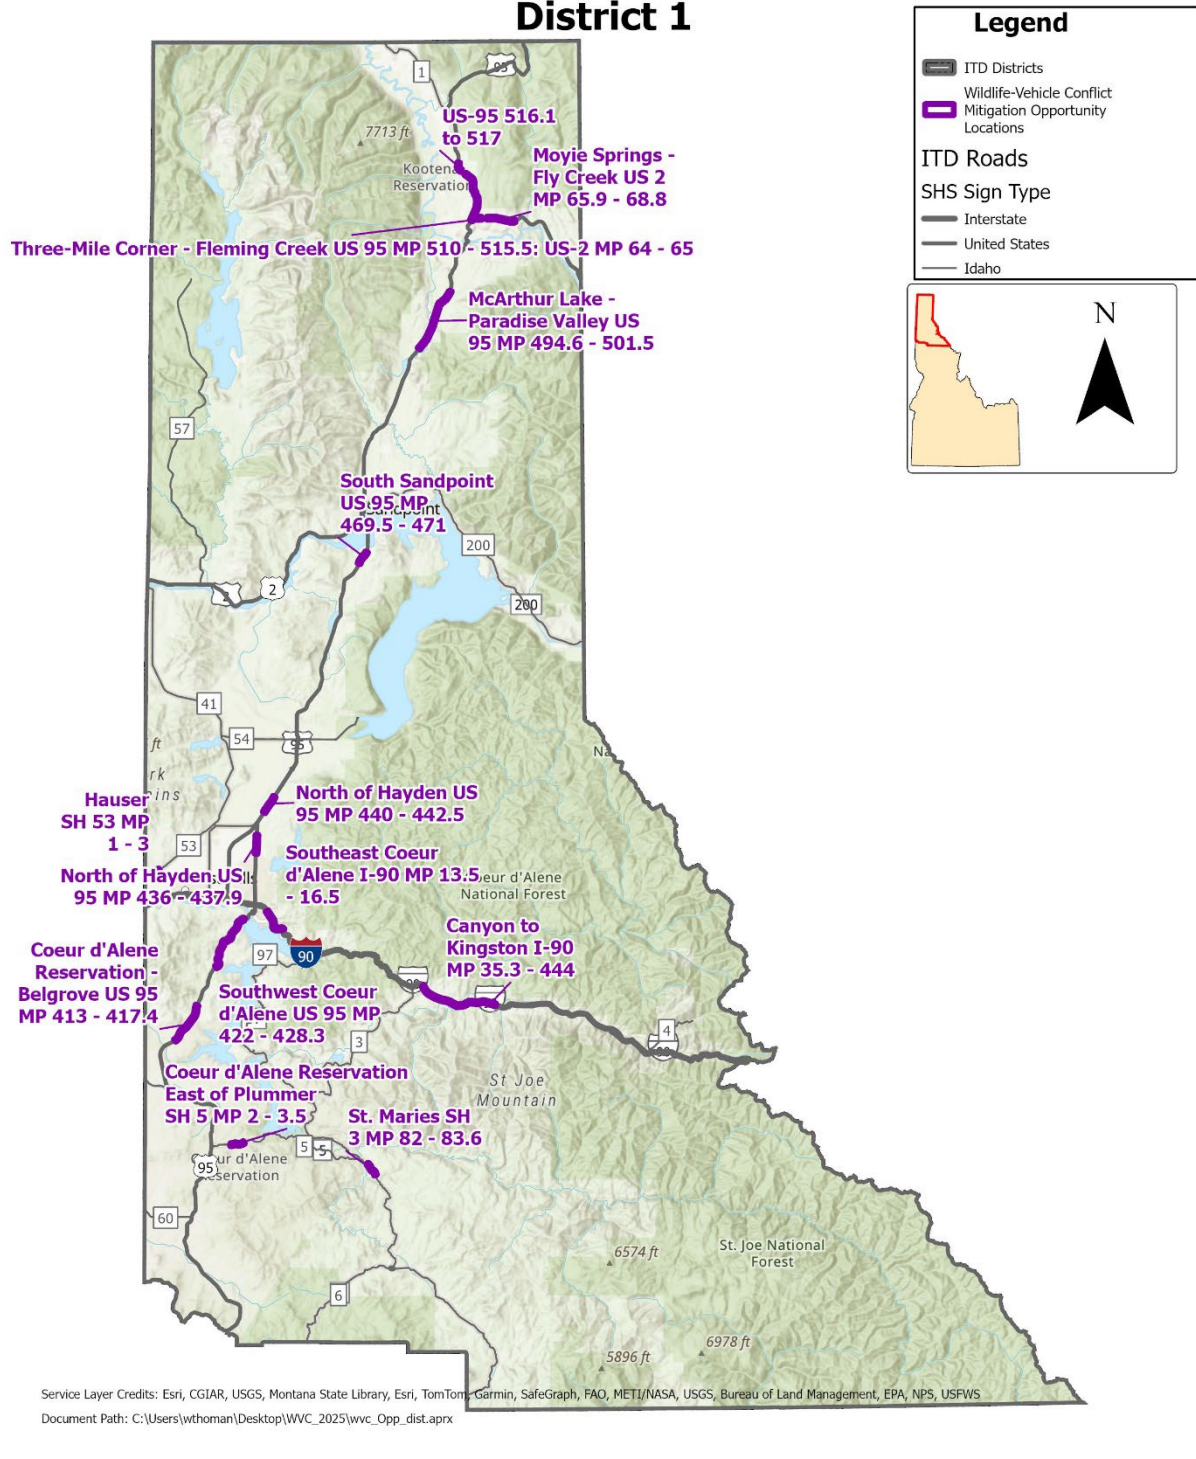 District 1
Legend
ITD Districts
Wildlife-Vehicle Conflict
Mitigation Opportunity
Locations
ITD Roads
SHS Sign Type
Interstate
United States
Idaho
N
1
95
US-95 516.1
to 517
7713 ft
Moyie Springs -
Fly Creek US 2
MP 65.9 - 68.8
Reservation
Three-Mile Corner - Fleming Creek US 95 MP 510 - 515.5: US-2 MP 64 - 65
McArthur Lake -
Paradise Valley US
95 MP 494.6 - 501.5
57
South Sandpoint
US 95 MP
Sandpoint
469.5 - 471
200
2
2
200
41
54
95
ft
North of Hayden US
95 MP 440 - 442.5
Hauser
SH 53 MP
1 - 3
53
Southeast Coeur
d'Alene I-90 MP 13.5
- 16.5
North of Hayden US
95 MP 436 - 437.9
Coeur d'Alene
National Forest
Canyon to
Kingston I-90
MP 35.3 - 444
97
90
Coeur d'Alene
Reservation -
Belgrove US 95
MP 413 - 417.4
Southwest Coeur
d'Alene US 95 MP
422 - 428.3
3
4
St Joe
Mountain
Coeur d'Alene Reservation
East of Plummer
SH 5 MP 2 - 3.5
St. Maries SH
3 MP 82 - 83.6
5
5
95
Coeur d'Alene
Reservation
60
6574 ft
St. Joe National
Forest
6
6978 ft
5896 ft
Service Layer Credits: Esri, CGIAR, USGS, Montana State Library, Esri, TomTom, Garmin, SafeGraph, FAO, METI/NASA, USGS, Bureau of Land Management, EPA, NPS, USFWS
Document Path: C:\Users\wthoman\Desktop\WVC_2025\wvc_Opp_dist.aprx